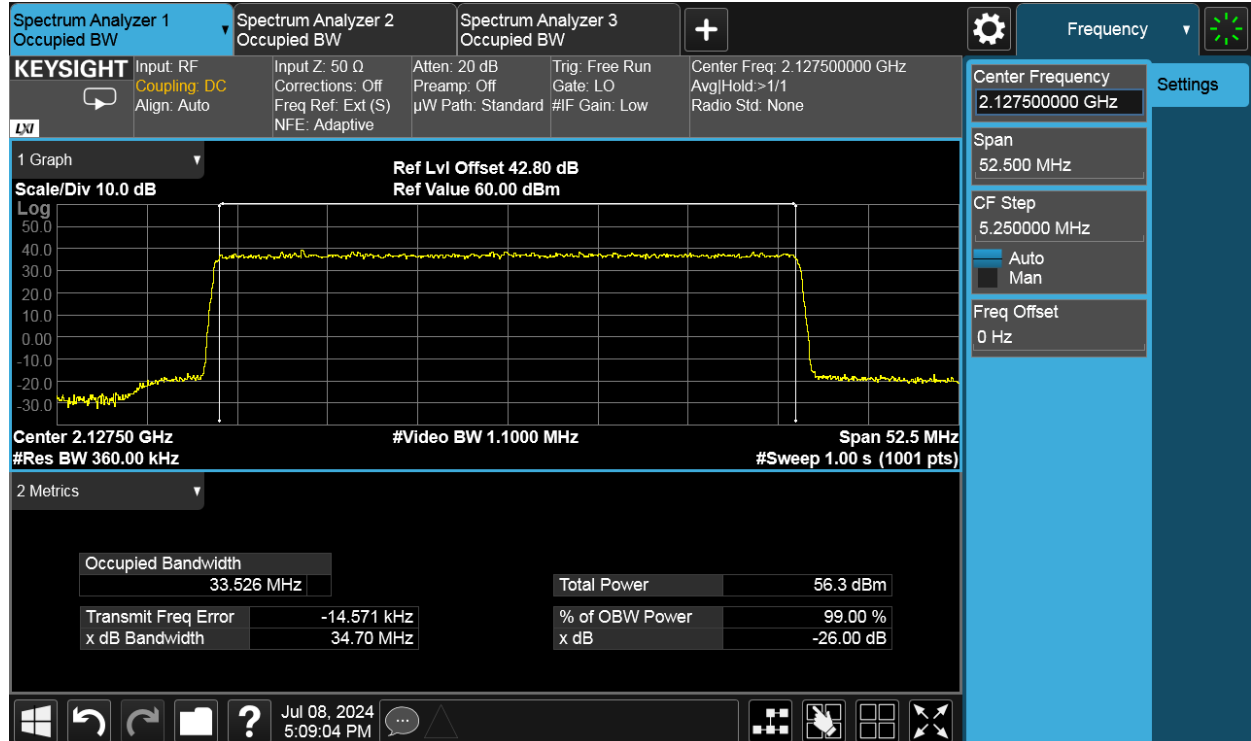 Spectrum Analyzer 1
Occupied BW
Spectrum Analyzer 2
Occupied BW
Spectrum Analyzer 3
Occupied BW
+
Frequency
KEYSIGHT
LXI
Input: RF
Coupling: DC
Align: Auto
Input Z: 50 Ω
Corrections: Off
Freq Ref: Ext (S)
NFE: Adaptive
Atten: 20 dB
Preamp: Off
µW Path: Standard
Trig: Free Run
Gate: LO
#IF Gain: Low
Center Freq: 2.127500000 GHz
Avg|Hold:>1/1
Radio Std: None
Center Frequency
2.127500000 GHz
Settings
Span
52.500 MHz
CF Step
5.250000 MHz
Auto
Man
Freq Offset
0 Hz
1 Graph
Ref Lvl Offset 42.80 dB
Scale/Div 10.0 dB
Ref Value 60.00 dBm
Log
50.0
40.0
30.0
20.0
10.0
0.00
-10.0
-20.0
-30.0
Center 2.12750 GHz
#Video BW 1.1000 MHz
Span 52.5 MHz
#Res BW 360.00 kHz
#Sweep 1.00 s (1001 pts)
2 Metrics
Occupied Bandwidth
33.526 MHz
Total Power 56.3 dBm
Transmit Freq Error -14.571 kHz
% of OBW Power 99.00 %
x dB Bandwidth 34.70 MHz
x dB -26.00 dB
?
Jul 08, 2024
5:09:04 PM